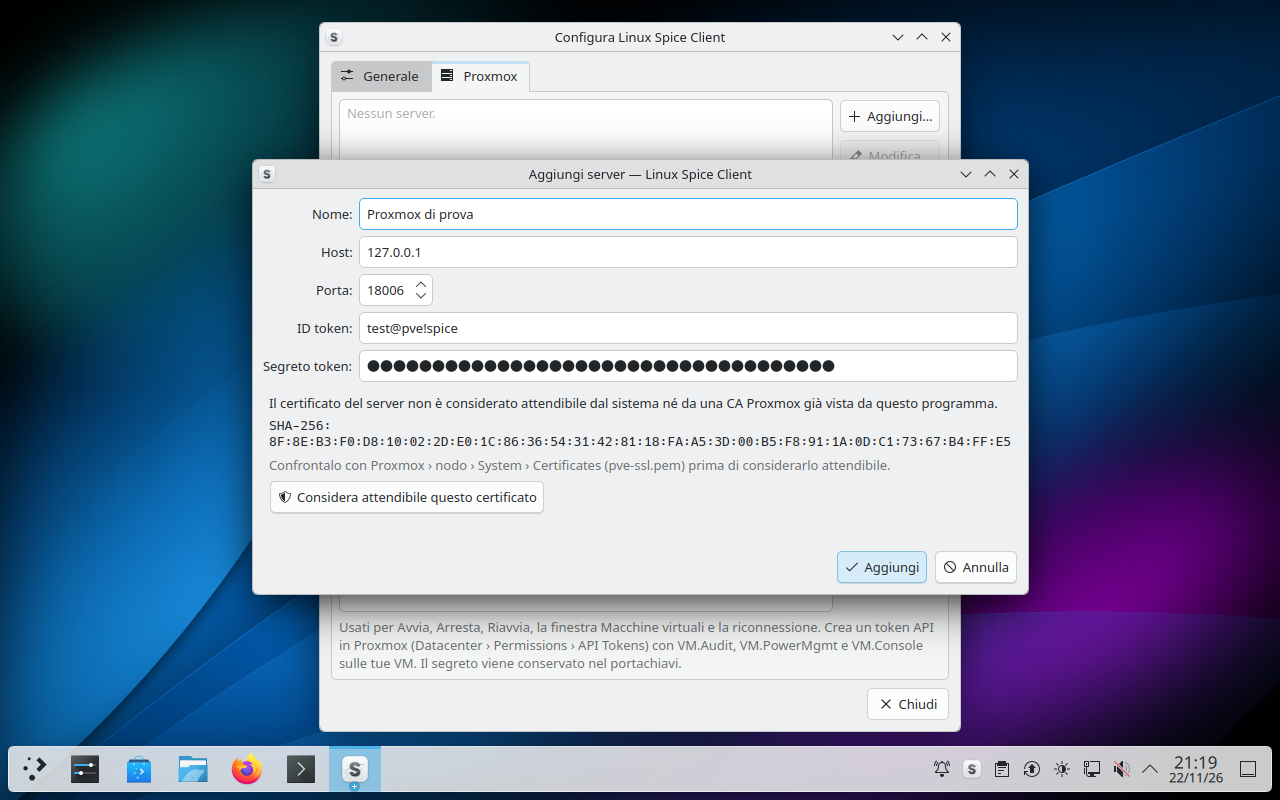 Configura Linux Spice Client
Generale
Proxmox
Nessun server.
Aggiungi...
Modifica
Aggiungi server — Linux Spice Client
Nome: Proxmox di prova
Host: 127.0.0.1
Porta: 18006
ID token: test@pve!spice
Segreto token: ●●●●●●●●●●●●●●●●●●●●●●●●●●●●●●●●●●●●
Il certificato del server non è considerato attendibile dal sistema né da una CA Proxmox già vista da questo programma.
SHA-256:
8F:8E:B3:F0:D8:10:02:2D:E0:1C:86:36:54:31:42:81:18:FA:A5:3D:00:B5:F8:91:1A:0D:C1:73:67:B4:FF:E5
Confrontalo con Proxmox › nodo › System › Certificates (pve-ssl.pem) prima di considerarlo attendibile.
Considera attendibile questo certificato
Aggiungi
Annulla
Usati per Avvia, Arresta, Riavvia, la finestra Macchine virtuali e la riconnessione. Crea un token API
in Proxmox (Datacenter › Permissions › API Tokens) con VM.Audit, VM.PowerMgmt e VM.Console
sulle tue VM. Il segreto viene conservato nel portachiavi.
Chiudi
21:19
22/11/26